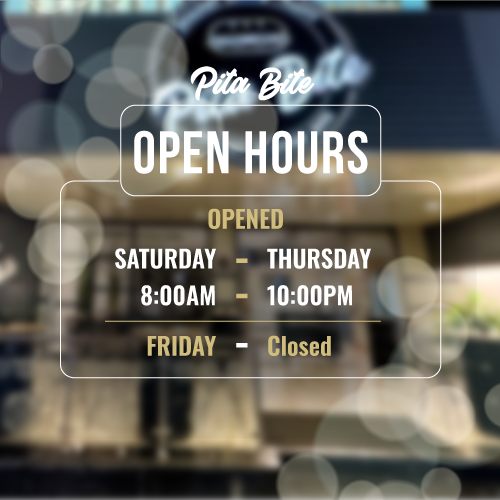 Pita Bite
OPEN HOURS
OPENED
SATURDAY - THURSDAY
8:00AM - 10:00PM
FRIDAY - Closed